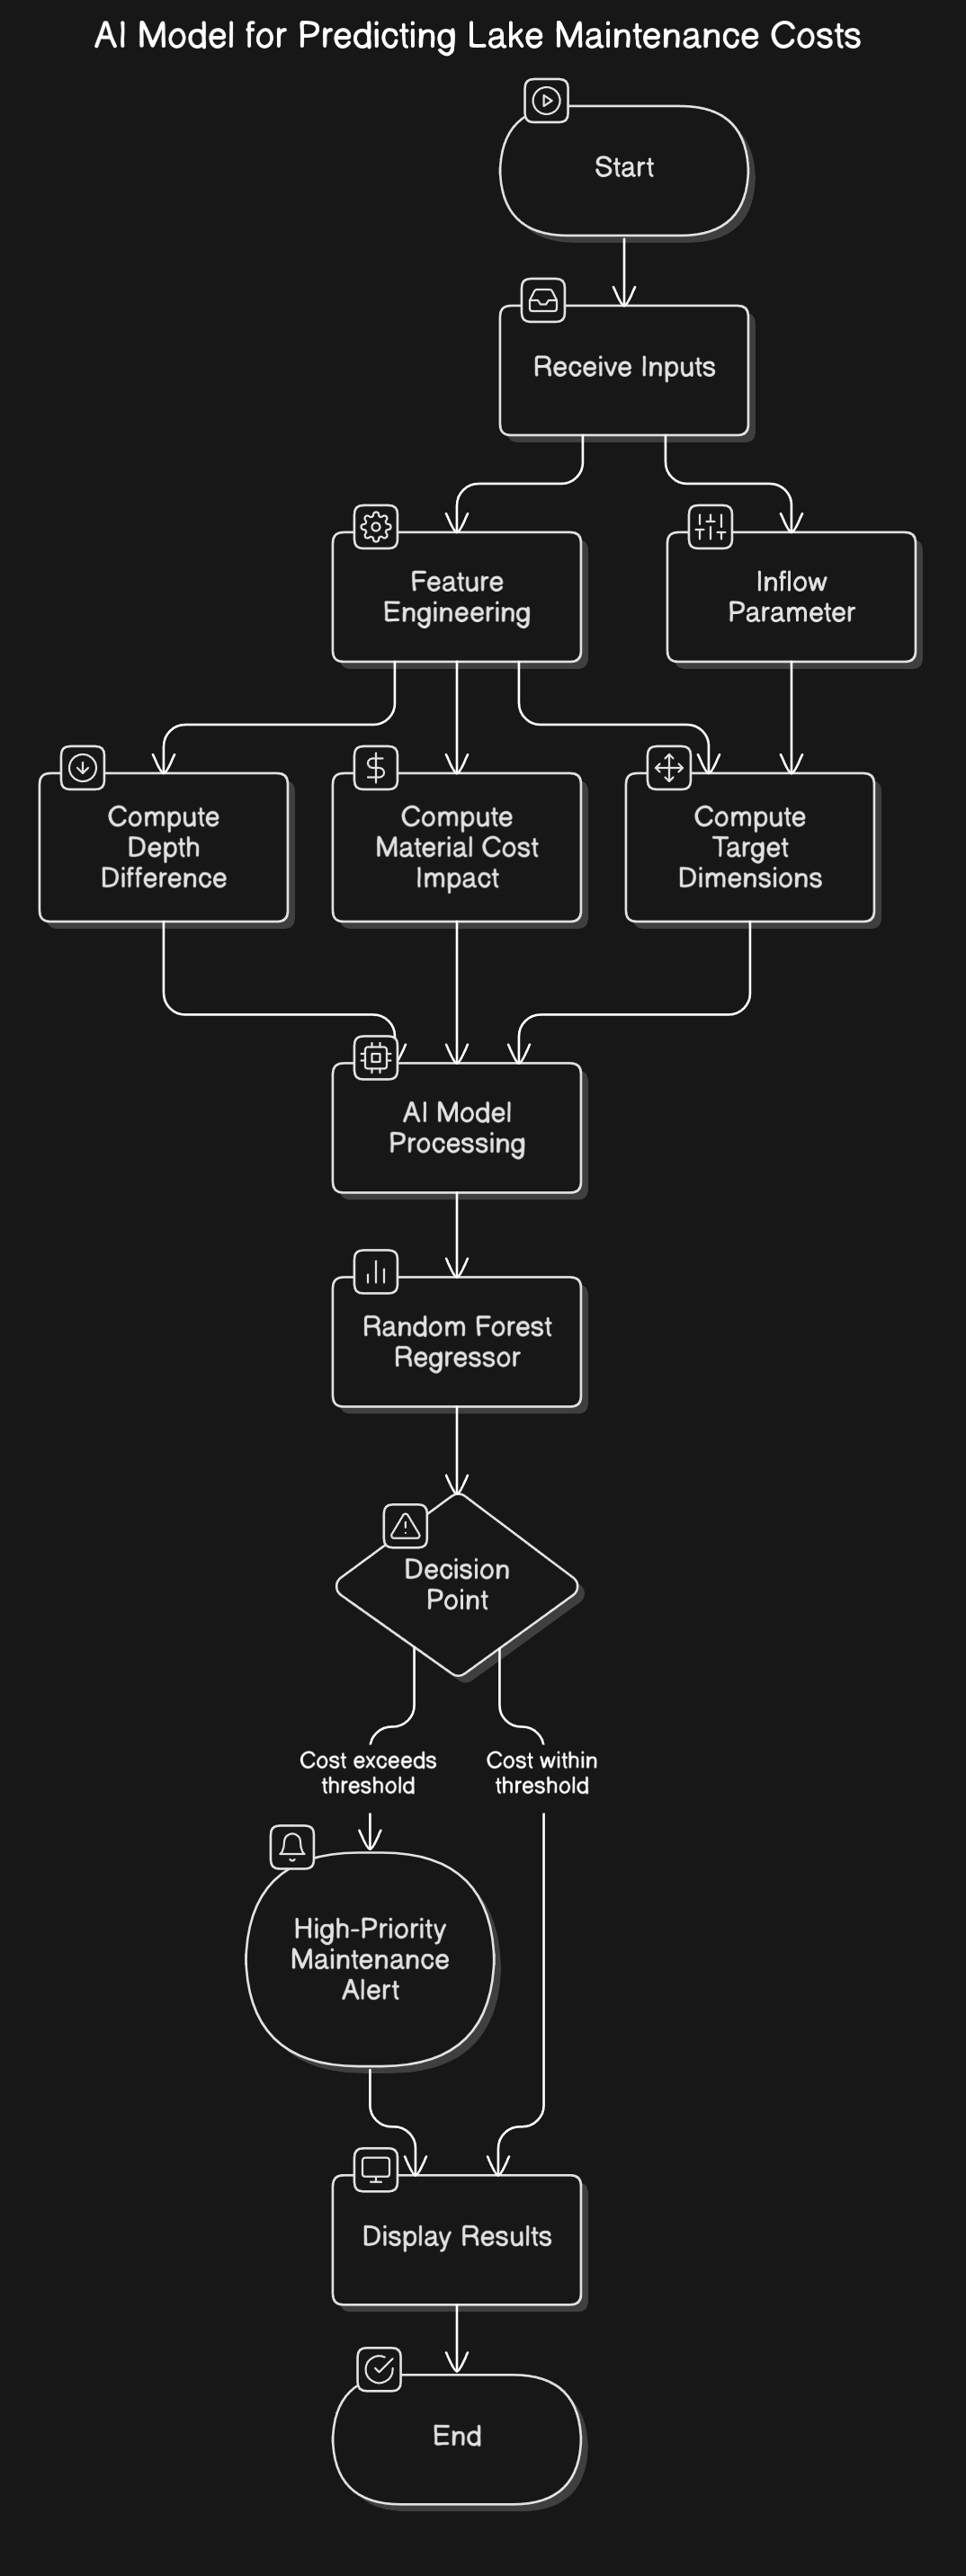 AI Model for Predicting Lake Maintenance Costs
Start
Receive Inputs
Feature
Engineering
Inflow
Parameter
Compute
Depth
Difference
Compute
Material Cost
Impact
Compute
Target
Dimensions
AI Model
Processing
Random Forest
Regressor
Decision
Point
Cost exceeds
threshold
Cost within
threshold
High-Priority
Maintenance
Alert
Display Results
End